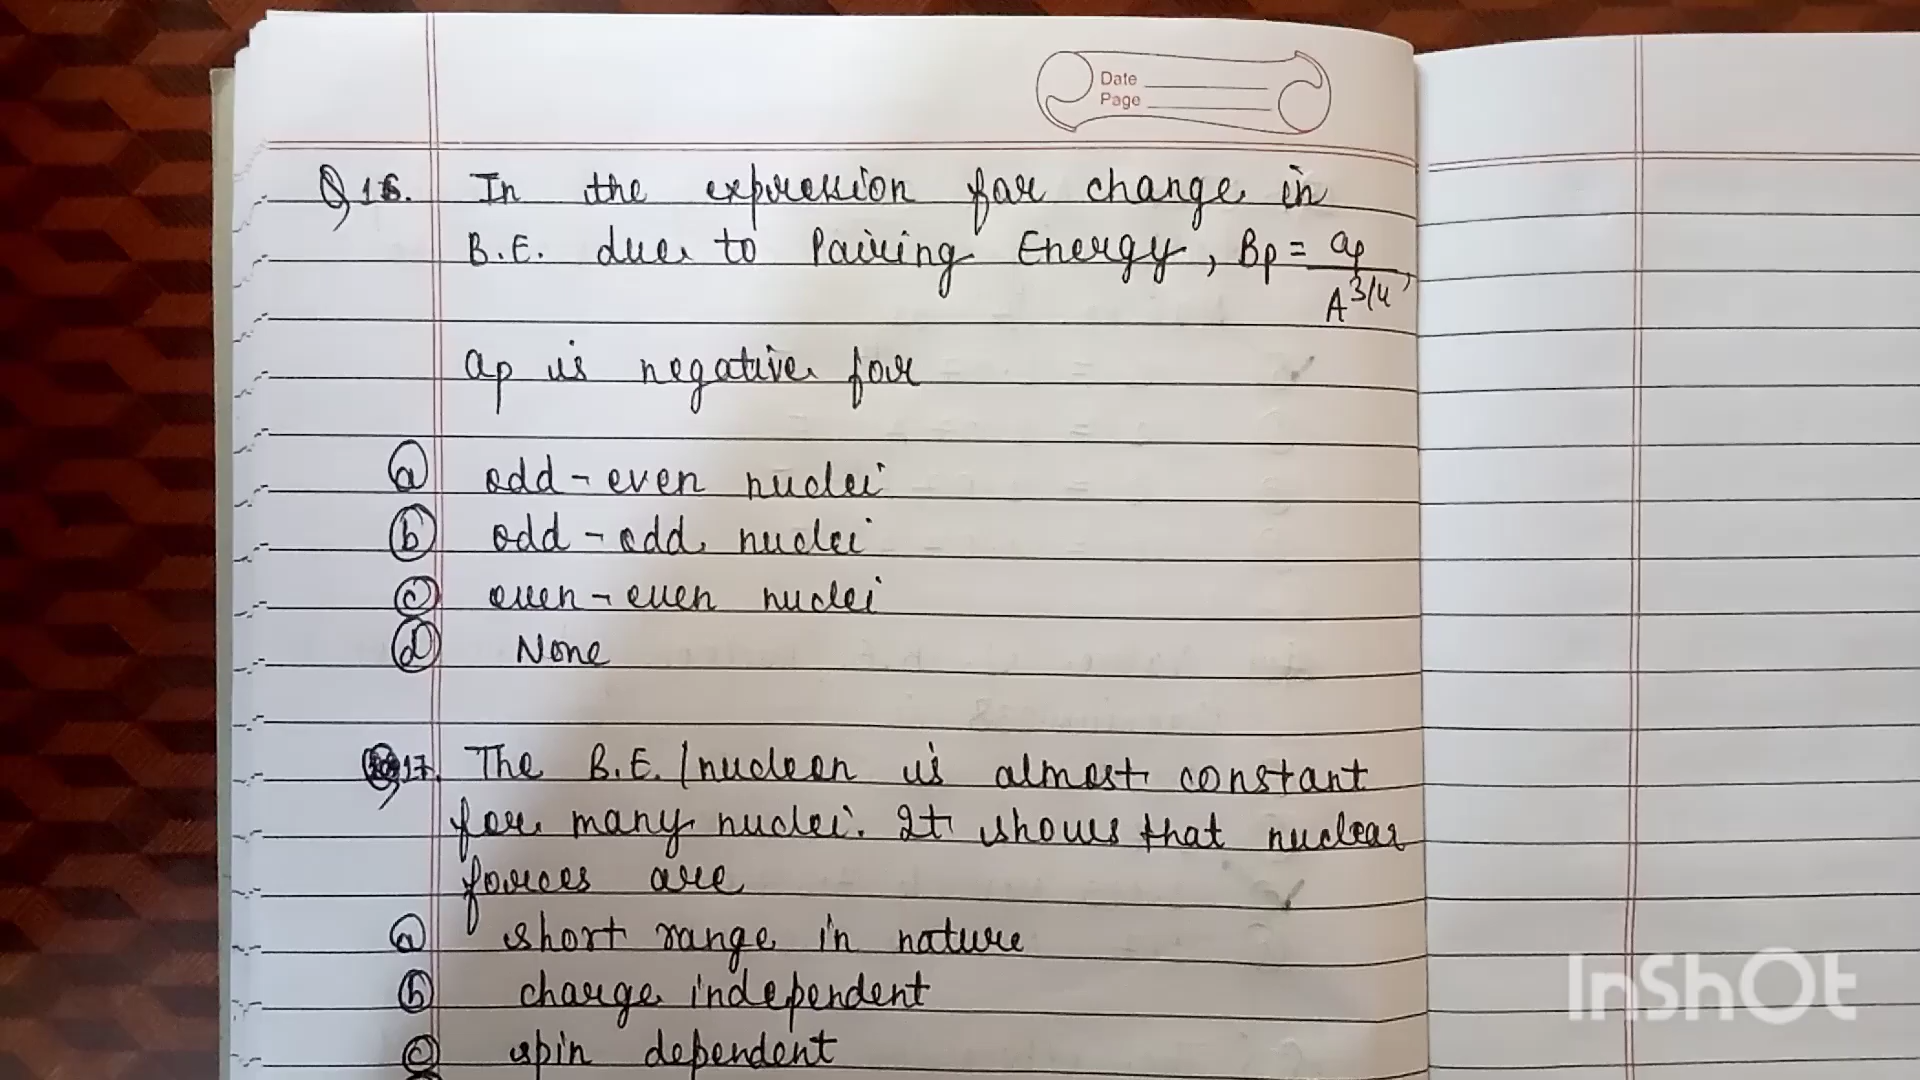 Date
Page
Q 16. In the expression for change in
B.E. due to Pairing Energy, Bp = ap / A^3/4,
ap is negative for
(a) odd - even nuclei
(b) odd - odd nuclei
(c) even - even nuclei
(d) None
Q 17. The B.E. / nucleon is almost constant
for many nuclei. It shows that nuclear
forces are
(a) short range in nature
(b) charge independent
(c) spin dependent
InShOt